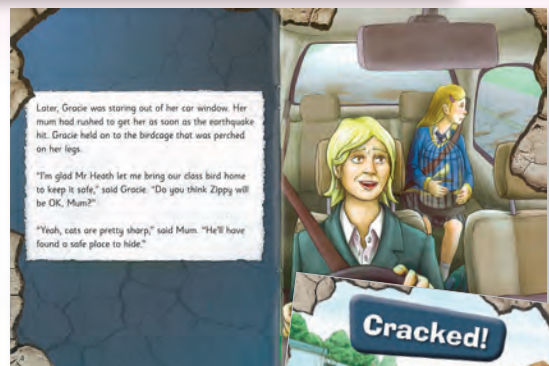 Later, Gracie was staring out of her car window. Her
mum had rushed to get her as soon as the earthquake
hit. Gracie held on to the birdcage that was perched
on her legs.
"I'm glad Mr Heath let me bring our class bird home
to keep it safe," said Gracie. "Do you think Zippy will
be OK, Mum?"
"Yeah, cats are pretty sharp," said Mum. "He'll have
found a safe place to hide."
4
Cracked!